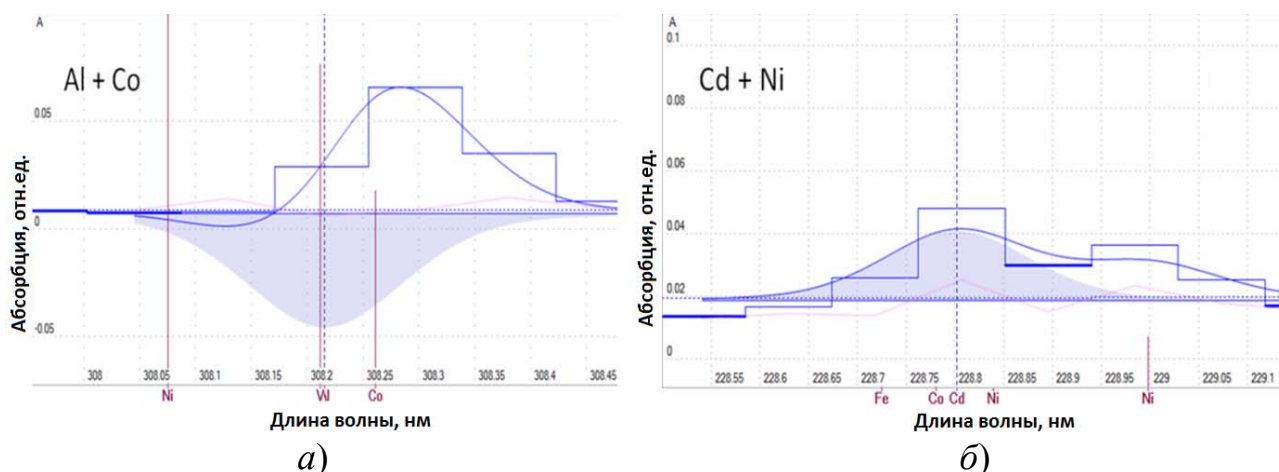 A
Al + Co
0.05
0
-0.05
308
308.05
308.1
308.15
308.2
308.25
308.3
308.35
308.4
308.45
Ni
Co
Абсорбция, отн.ед.
Длина волны, нм
а)
A
0.1
Cd + Ni
0.08
0.06
0.04
0.02
0
228.55
228.6
228.65
228.7
228.75
228.8
228.85
228.9
228.95
229
229.05
229.1
Fe
Co
Cd
Ni
Ni
Абсорбция, отн.ед.
Длина волны, нм
б)